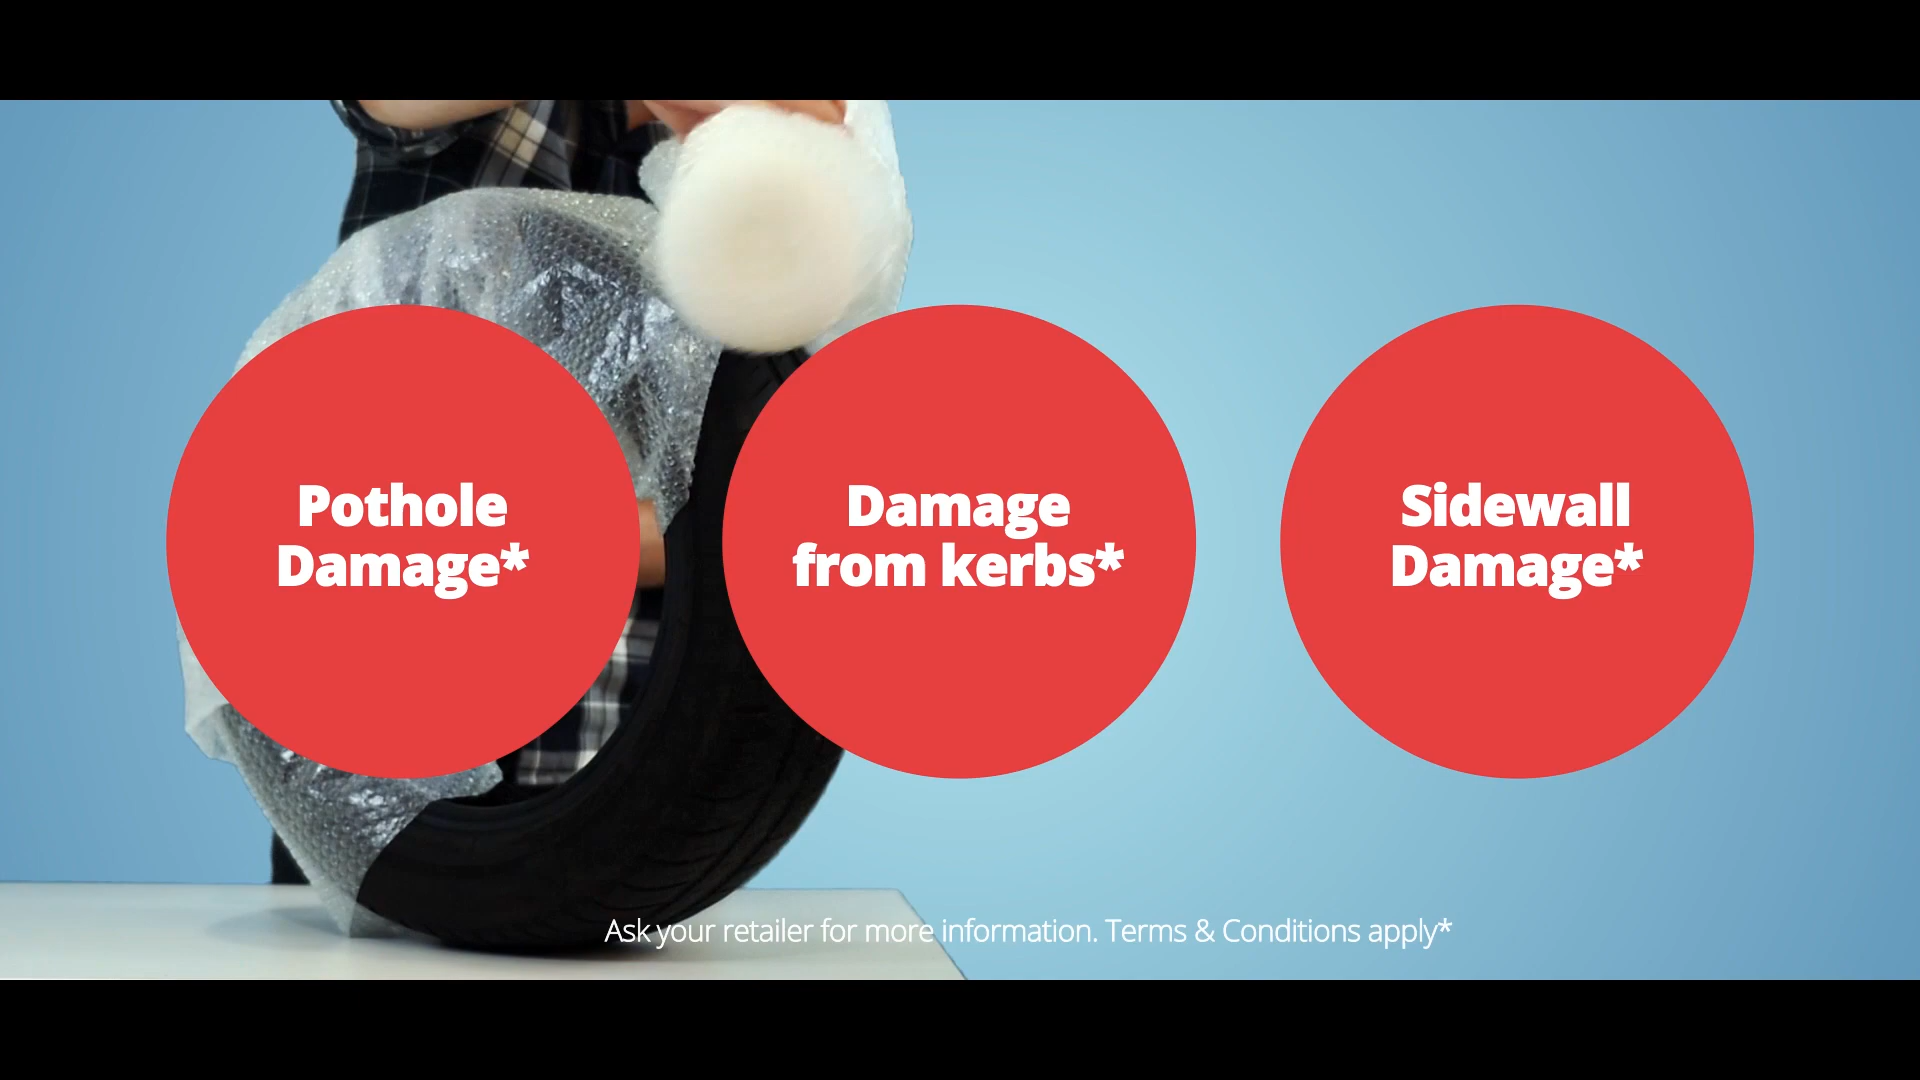 Pothole
Damage*
Damage
from kerbs*
Sidewall
Damage*
Ask your retailer for more information. Terms & Conditions apply*